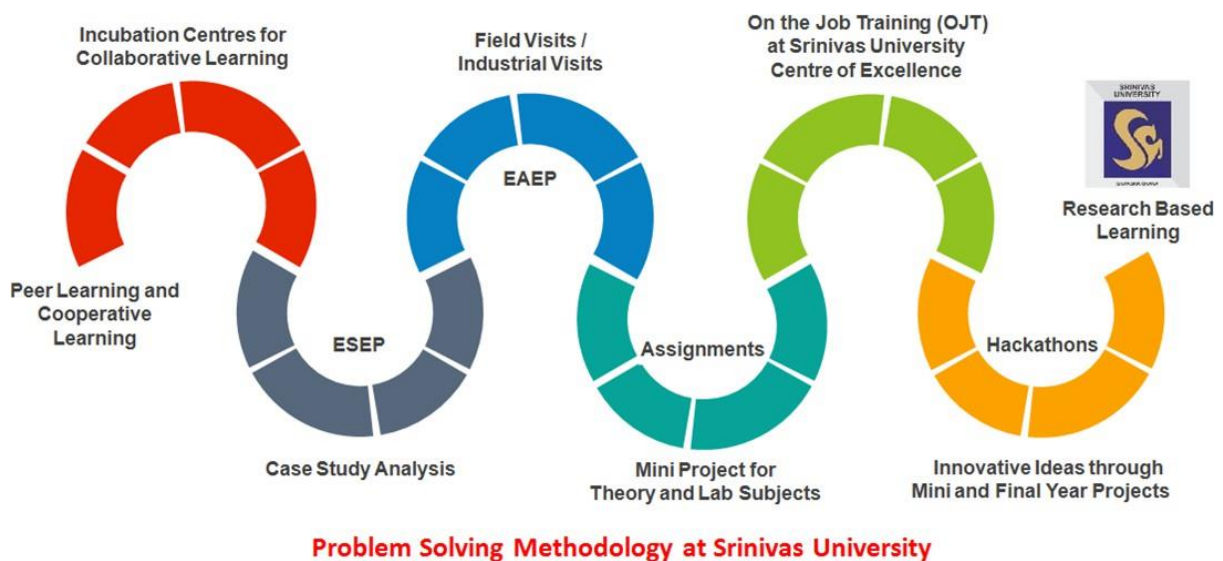 Incubation Centres for
Collaborative Learning
Field Visits /
Industrial Visits
On the Job Training (OJT)
at Srinivas University
Centre of Excellence
SRINIVAS
UNIVERSITY
EAEP
Research Based
Learning
Peer Learning and
Cooperative
Learning
ESEP
Assignments
Hackathons
Case Study Analysis
Mini Project for
Theory and Lab Subjects
Innovative Ideas through
Mini and Final Year Projects
Problem Solving Methodology at Srinivas University